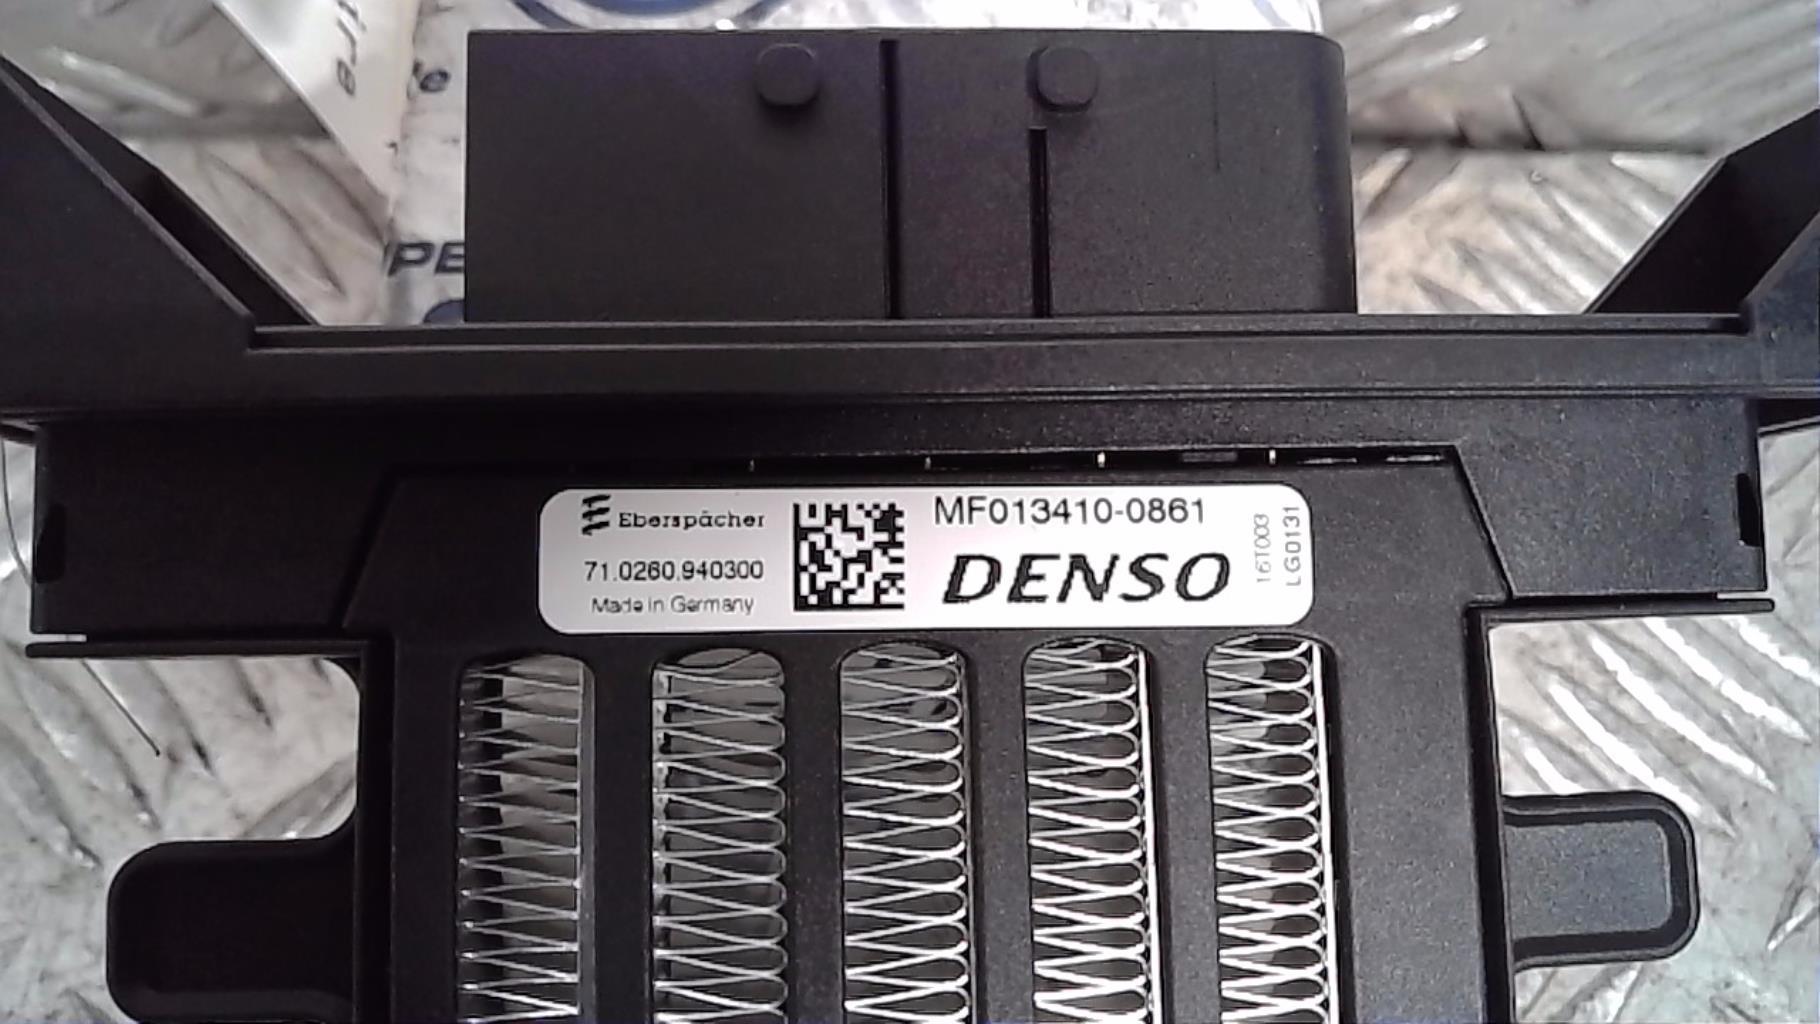 Eberspächer
71.0260.940300
Made in Germany
MF013410-0861
DENSO
16T003
LG0131